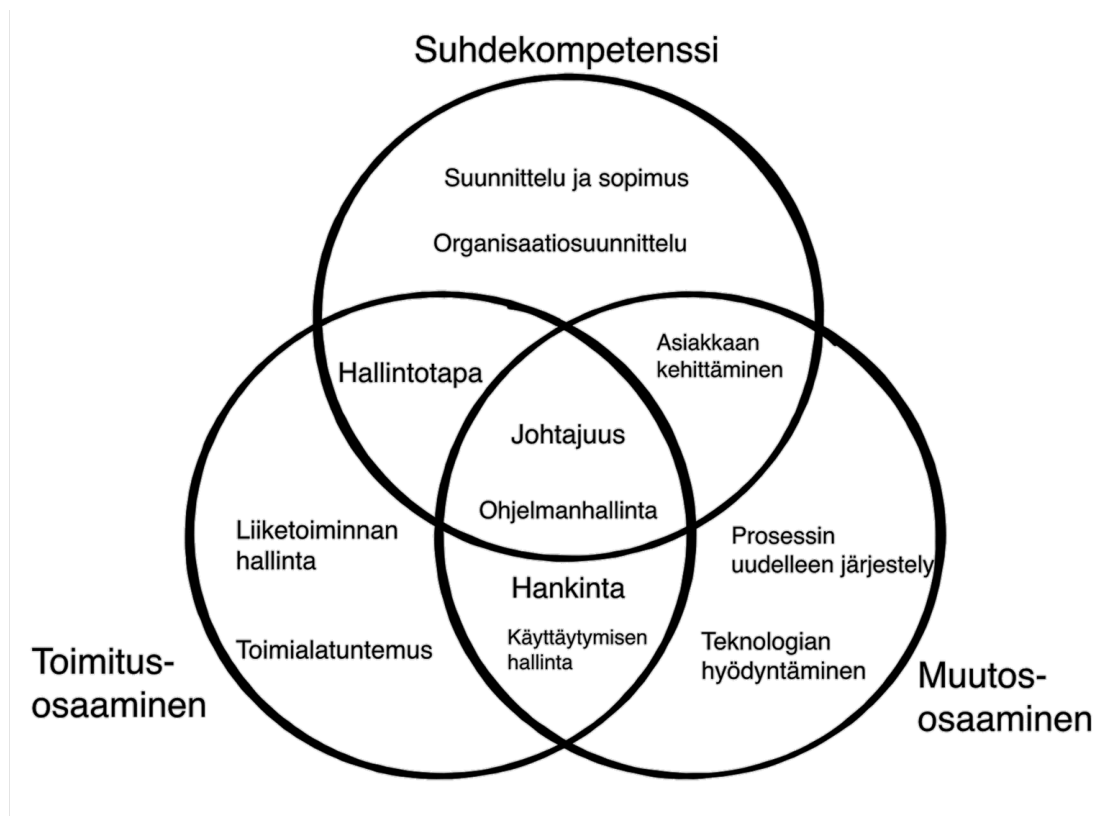 Suhdekompetenssi
Suunnittelu ja sopimus
Organisaatiosuunnittelu
Hallintotapa
Asiakkaan
kehittäminen
Johtajuus
Ohjelmanhallinta
Liiketoiminnan
hallinta
Prosessin
uudelleen järjestely
Hankinta
Käyttäytymisen
hallinta
Toimialatuntemus
Teknologian
hyödyntäminen
Toimitus-
osaaminen
Muutos-
osaaminen